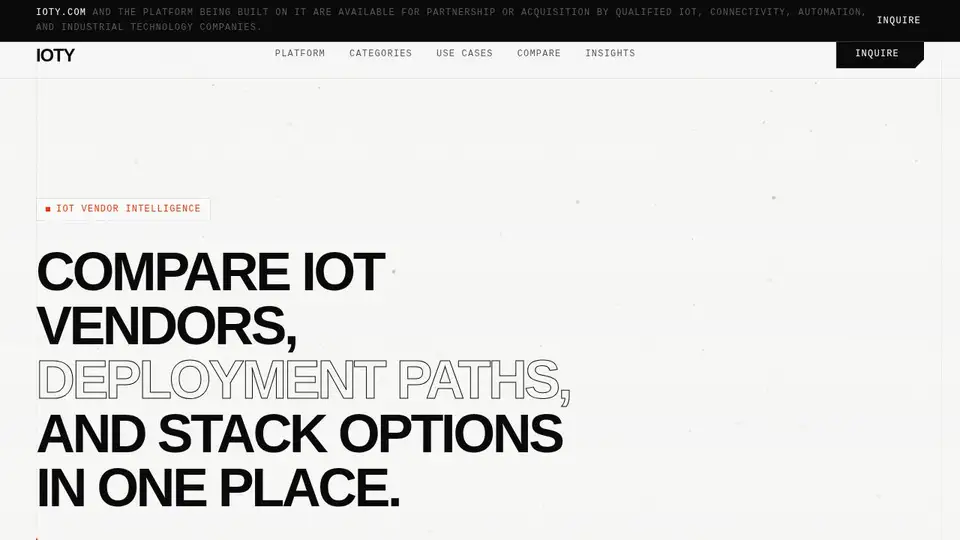 IOTY.COM AND THE PLATFORM BEING BUILT ON IT ARE AVAILABLE FOR PARTNERSHIP OR ACQUISITION BY QUALIFIED IOT, CONNECTIVITY, AUTOMATION,
AND INDUSTRIAL TECHNOLOGY COMPANIES.
INQUIRE
IOTY
PLATFORM CATEGORIES USE CASES COMPARE INSIGHTS
INQUIRE
IOT VENDOR INTELLIGENCE
COMPARE IOT
VENDORS,
DEPLOYMENT PATHS,
AND STACK OPTIONS
IN ONE PLACE.